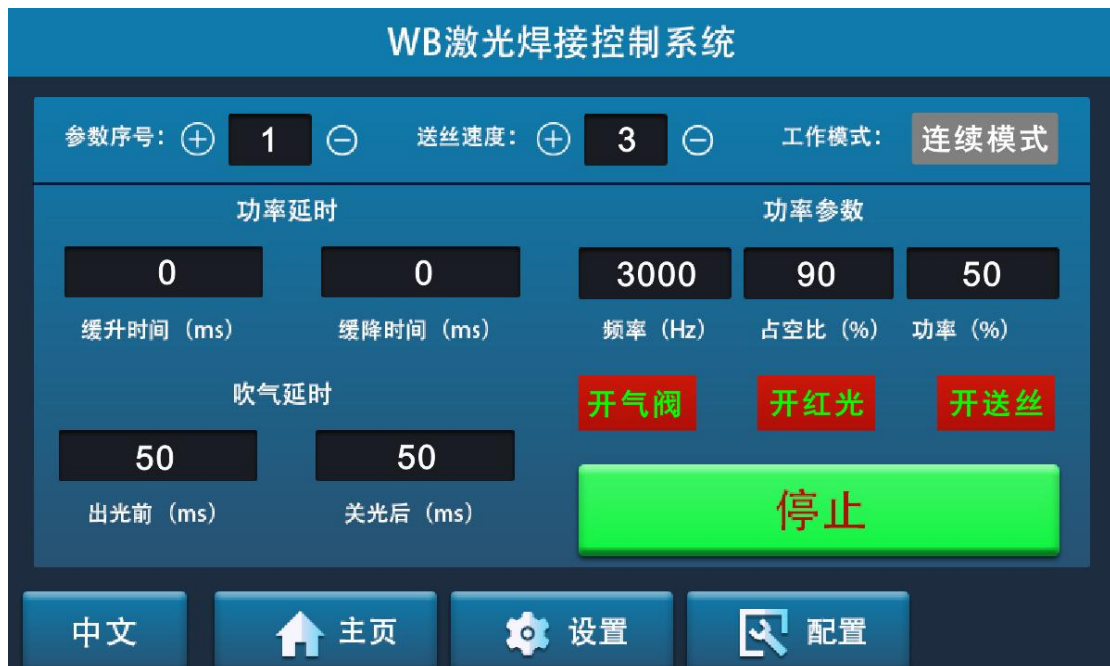 WB激光焊接控制系统
参数序号： 1 送丝速度： 3 工作模式： 连续模式
功率延时 功率参数
0 0 3000 90 50
缓升时间（ms） 缓降时间（ms） 频率（Hz） 占空比（%） 功率（%）
吹气延时 开气阀 开红光 开送丝
50 50
出光前（ms） 关光后（ms） 停止
中文 主页 设置 配置